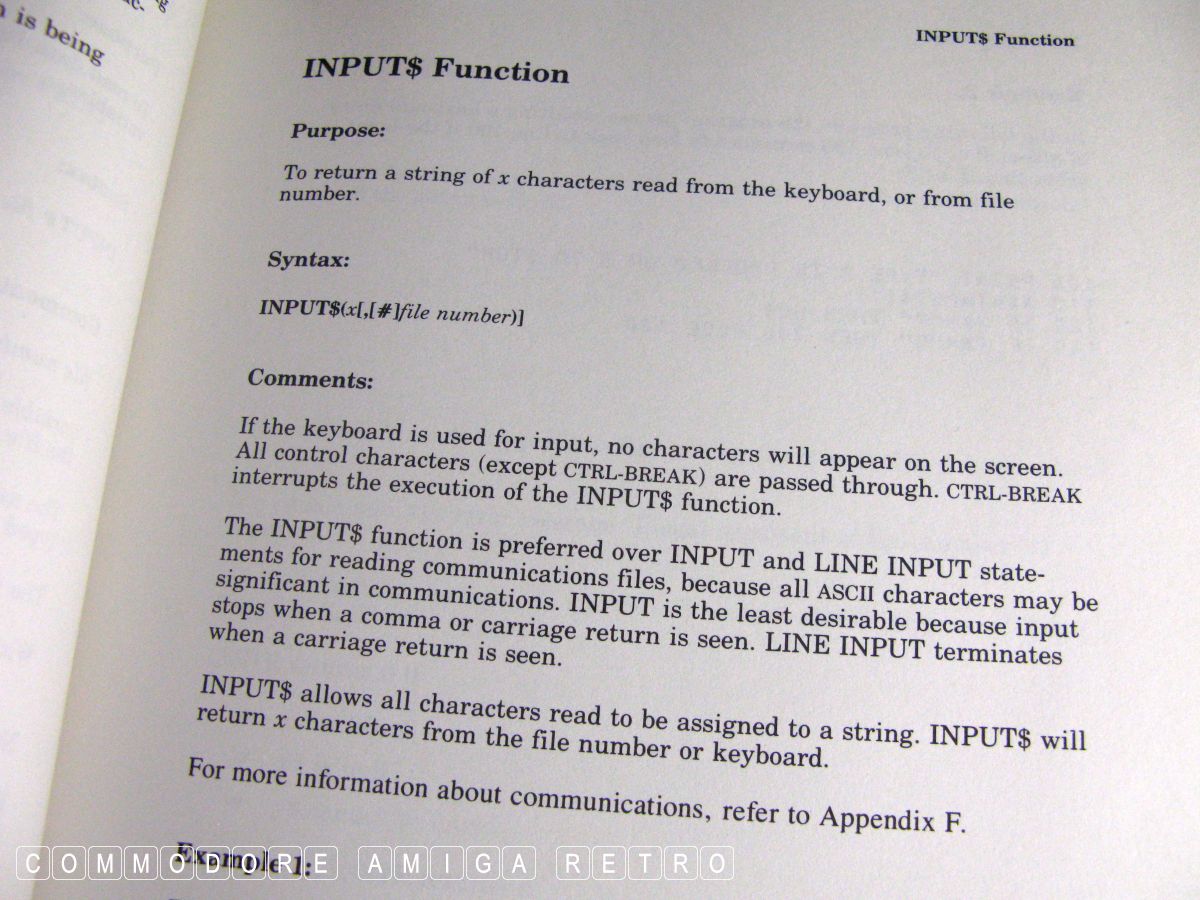 is being
INPUT$ Function
INPUT$ Function
Purpose:
To return a string of x characters read from the keyboard, or from file
number.
Syntax:
INPUT$(x[,[#]file number)]
Comments:
If the keyboard is used for input, no characters will appear on the screen.
All control characters (except CTRL-BREAK) are passed through. CTRL-BREAK
interrupts the execution of the INPUT$ function.
The INPUT$ function is preferred over INPUT and LINE INPUT state-
ments for reading communications files, because all ASCII characters may be
significant in communications. INPUT is the least desirable because input
stops when a comma or carriage return is seen. LINE INPUT terminates
when a carriage return is seen.
INPUT$ allows all characters read to be assigned to a string. INPUT$ will
return x characters from the file number or keyboard.
For more information about communications, refer to Appendix F.
Example 1:
COMMODORE AMIGA RETRO